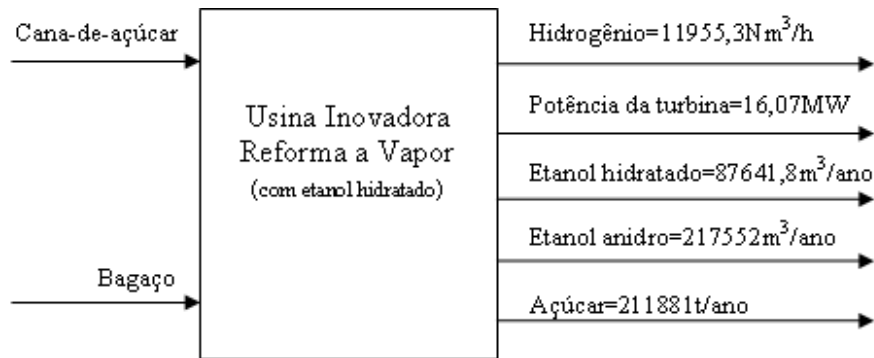 Cana-de-açúcar
Bagaço
Usina Inovadora
Reforma a Vapor
(com etanol hidratado)
Hidrogênio=11955,3Nm³/h
Potência da turbina=16,07MW
Etanol hidratado=87641,8m³/ano
Etanol anidro=217552m³/ano
Açúcar=211881t/ano